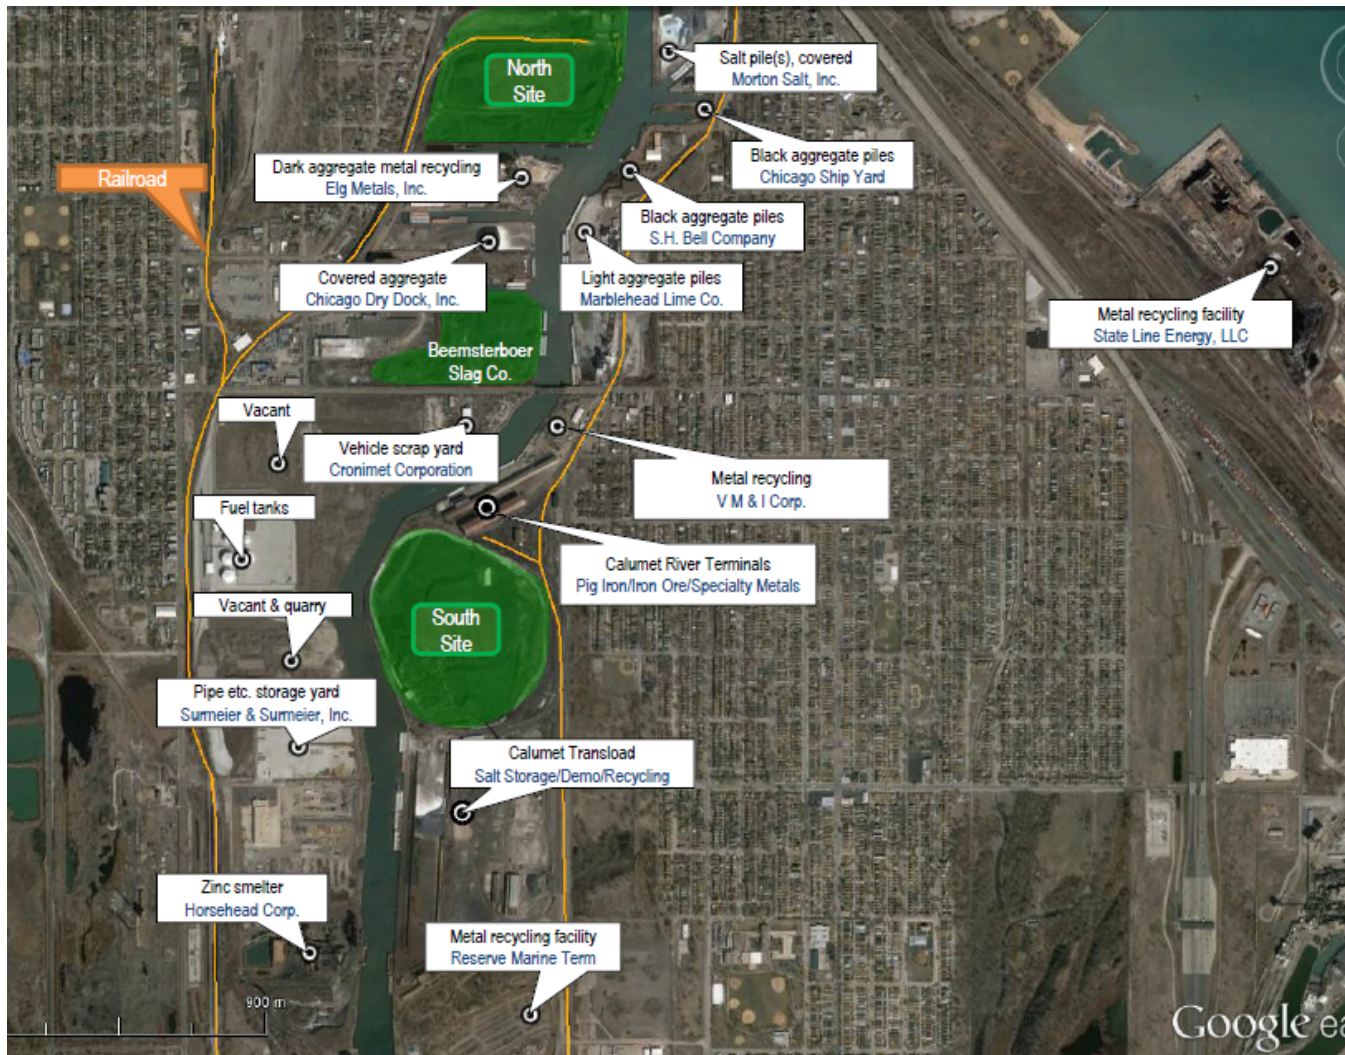 Salt pile(s), covered
Morton Salt, Inc.
North
Site
Black aggregate piles
Chicago Ship Yard
Dark aggregate metal recycling
Elg Metals, Inc.
Railroad
Black aggregate piles
S.H. Bell Company
Covered aggregate
Chicago Dry Dock, Inc.
Light aggregate piles
Marblehead Lime Co.
Metal recycling facility
State Line Energy, LLC
Beemsterboer
Slag Co.
Vacant
Vehicle scrap yard
Cronimet Corporation
Metal recycling
V M & I Corp.
Fuel tanks
Calumet River Terminals
Pig Iron/Iron Ore/Specialty Metals
Vacant & quarry
South
Site
Pipe etc. storage yard
Surmeier & Surmeier, Inc.
Calumet Transload
Salt Storage/Demo/Recycling
Zinc smelter
Horsehead Corp.
Metal recycling facility
Reserve Marine Term
900 m
Google ea